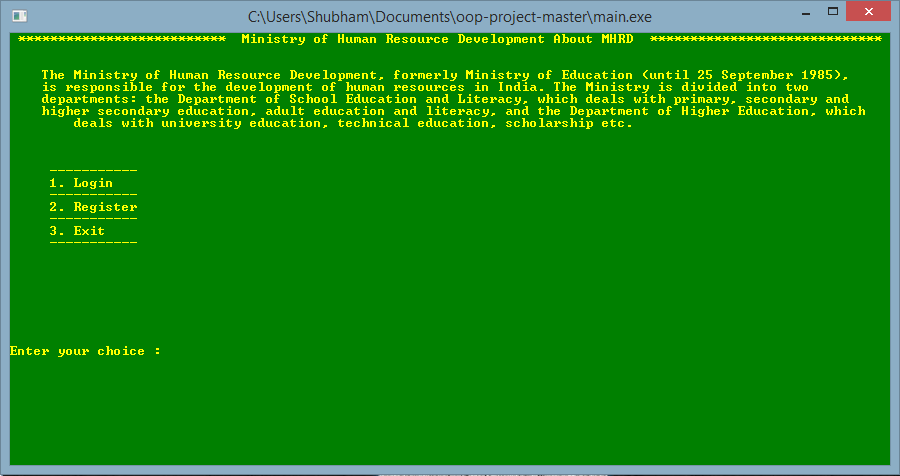 C:\Users\Shubham\Documents\oop-project-master\main.exe
************************** Ministry of Human Resource Development About MHRD *****************************
The Ministry of Human Resource Development, formerly Ministry of Education (until 25 September 1985),
is responsible for the development of human resources in India. The Ministry is divided into two
departments: the Department of School Education and Literacy, which deals with primary, secondary and
higher secondary education, adult education and literacy, and the Department of Higher Education, which
deals with university education, technical education, scholarship etc.
-----------
1. Login
-----------
2. Register
-----------
3. Exit
-----------
Enter your choice :